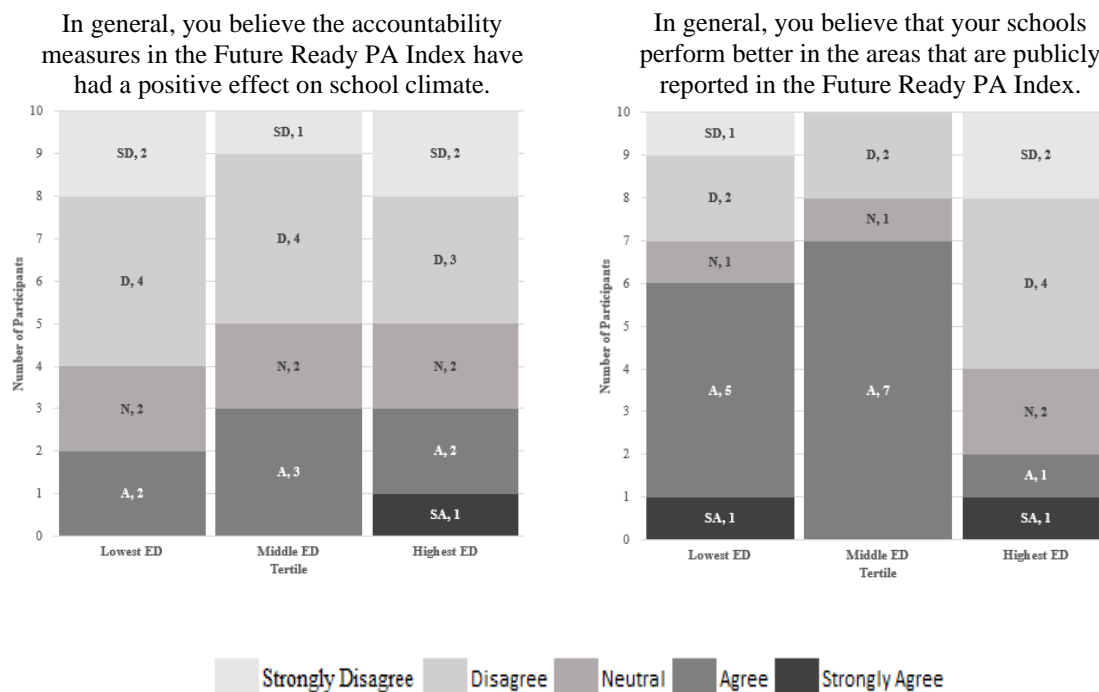 In general, you believe the accountability
measures in the Future Ready PA Index have
had a positive effect on school climate.
10
9
8
7
6
5
4
3
2
1
0
Number of Participants
SD, 2
D, 4
N, 2
A, 2
SD, 1
D, 4
N, 2
A, 3
SD, 2
D, 3
N, 2
A, 2
SA, 1
Lowest ED
Middle ED
Highest ED
Tertile
In general, you believe that your schools
perform better in the areas that are publicly
reported in the Future Ready PA Index.
10
9
8
7
6
5
4
3
2
1
0
Number of Participants
SD, 1
D, 2
N, 1
A, 5
SA, 1
D, 2
N, 1
A, 7
SD, 2
D, 4
N, 2
A, 1
SA, 1
Lowest ED
Middle ED
Highest ED
Tertile
Strongly Disagree
Disagree
Neutral
Agree
Strongly Agree